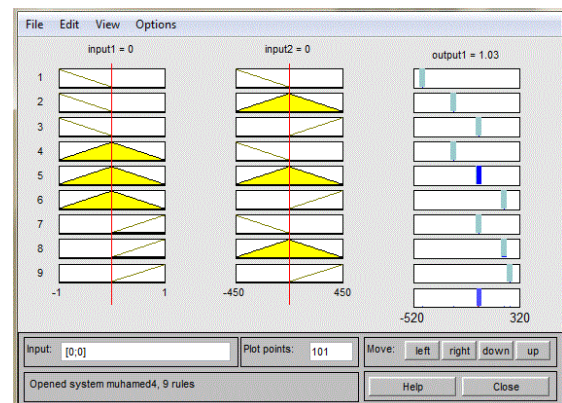 File Edit View Options
input1 = 0 input2 = 0 output1 = 1.03
1
2
3
4
5
6
7
8
9
-1 1 -450 450
-520 320
Input: [0;0] Plot points: 101 Move: left right down up
Opened system muhamed4, 9 rules Help Close